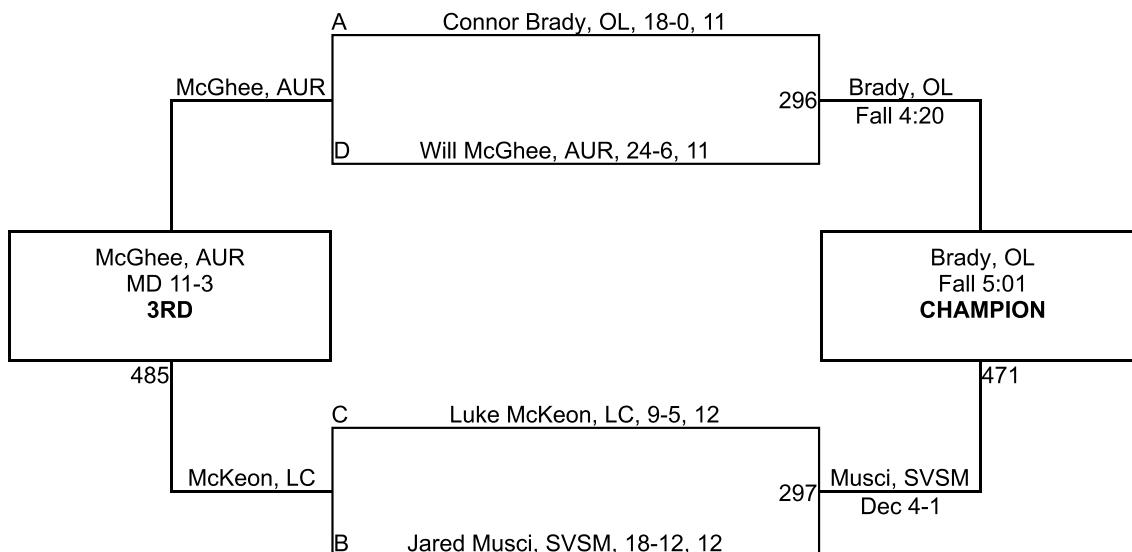 A
Connor Brady, OL, 18-0, 11
McGhee, AUR
296
Brady, OL
Fall 4:20
D
Will McGhee, AUR, 24-6, 11
McGhee, AUR
MD 11-3
3RD
Brady, OL
Fall 5:01
CHAMPION
485
471
C
Luke McKeon, LC, 9-5, 12
McKeon, LC
297
Musci, SVSM
Dec 4-1
B
Jared Musci, SVSM, 18-12, 12